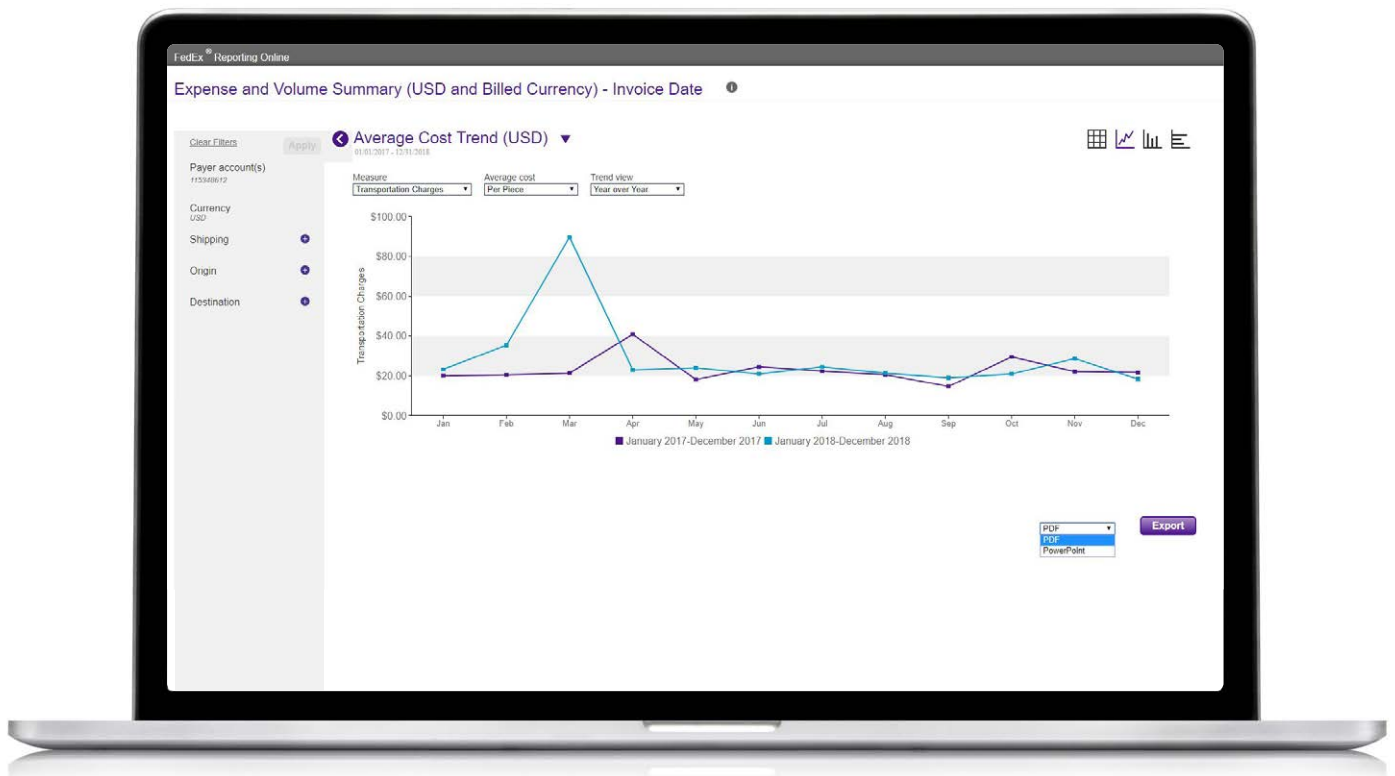 FedEx® Reporting Online
Expense and Volume Summary (USD and Billed Currency) - Invoice Date
Clear Filters
Apply
Payer account(s)
115340612
Currency
USD
Shipping
Origin
Destination
Average Cost Trend (USD)
01/01/2017 - 12/31/2018
Measure
Transportation Charges
Average cost
Per Piece
Trend view
Year over Year
Transportation Charges
$100.00
$80.00
$60.00
$40.00
$20.00
$0.00
Jan Feb Mar Apr May Jun Jul Aug Sep Oct Nov Dec
January 2017-December 2017 January 2018-December 2018
PDF
PDF
PowerPoint
Export